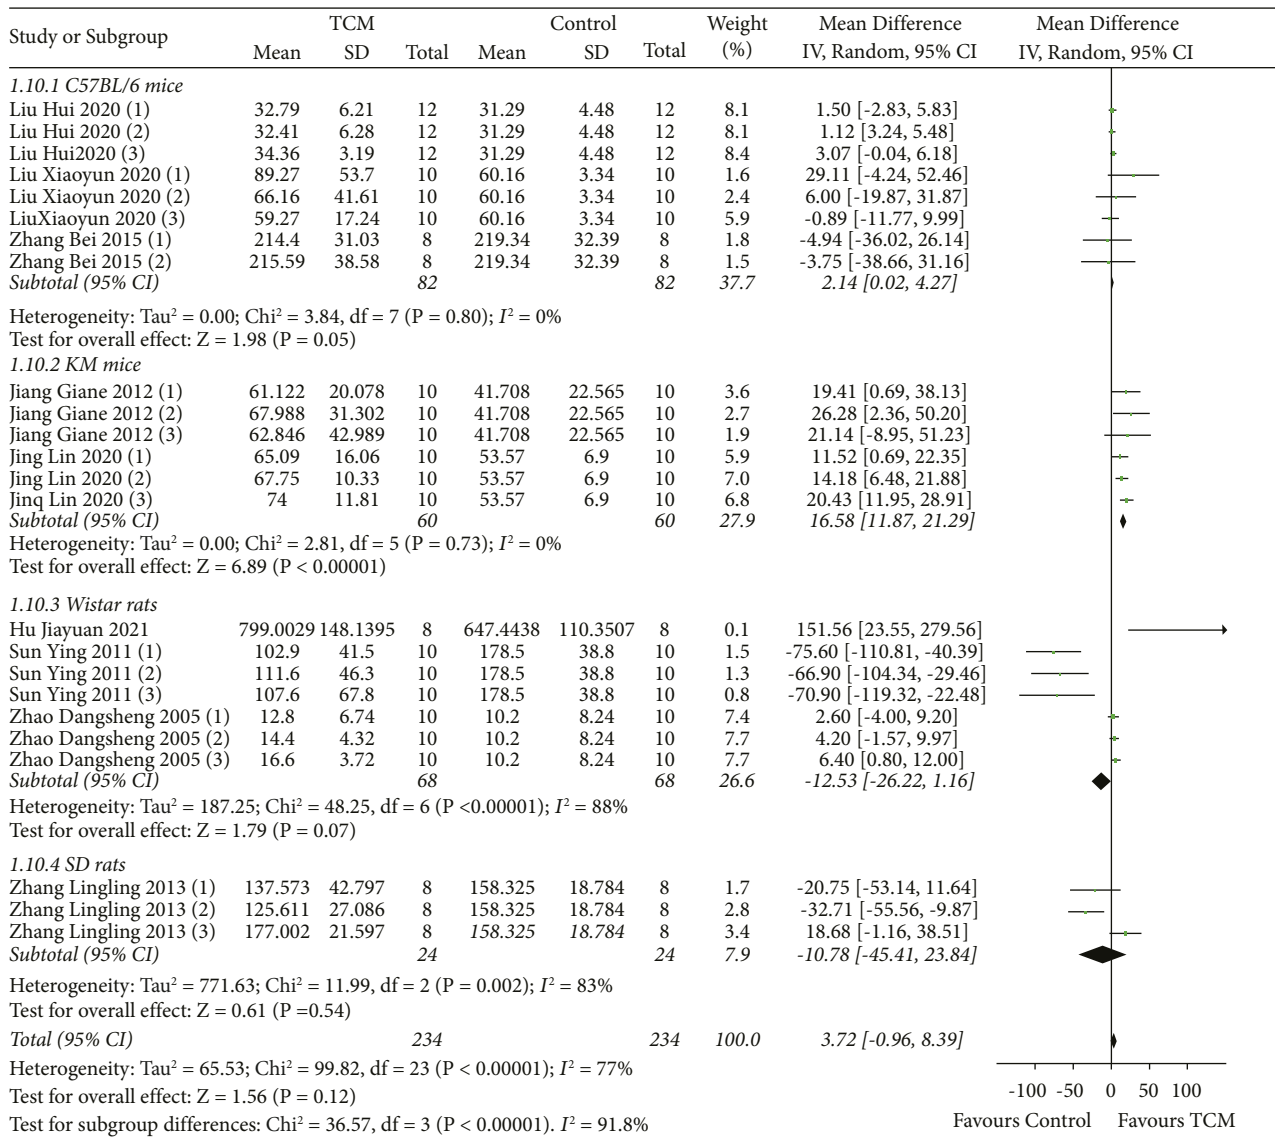 Study or Subgroup TCM Control Weight (%) Mean Difference IV, Random, 95% CI Mean Difference IV, Random, 95% CI
Mean SD Total Mean SD Total
1.10.1 C57BL/6 mice
Liu Hui 2020 (1) 32.79 6.21 12 31.29 4.48 12 8.1 1.50 [-2.83, 5.83]
Liu Hui 2020 (2) 32.41 6.28 12 31.29 4.48 12 8.1 1.12 [3.24, 5.48]
Liu Hui2020 (3) 34.36 3.19 12 31.29 4.48 12 8.4 3.07 [-0.04, 6.18]
Liu Xiaoyun 2020 (1) 89.27 53.7 10 60.16 3.34 10 1.6 29.11 [-4.24, 52.46]
Liu Xiaoyun 2020 (2) 66.16 41.61 10 60.16 3.34 10 2.4 6.00 [-19.87, 31.87]
LiuXiaoyun 2020 (3) 59.27 17.24 10 60.16 3.34 10 5.9 -0.89 [-11.77, 9.99]
Zhang Bei 2015 (1) 214.4 31.03 8 219.34 32.39 8 1.8 -4.94 [-36.02, 26.14]
Zhang Bei 2015 (2) 215.59 38.58 8 219.34 32.39 8 1.5 -3.75 [-38.66, 31.16]
Subtotal (95% CI) 82 82 37.7 2.14 [0.02, 4.27]
Heterogeneity: Tau² = 0.00; Chi² = 3.84, df = 7 (P = 0.80); I² = 0%
Test for overall effect: Z = 1.98 (P = 0.05)
1.10.2 KM mice
Jiang Giane 2012 (1) 61.122 20.078 10 41.708 22.565 10 3.6 19.41 [0.69, 38.13]
Jiang Giane 2012 (2) 67.988 31.302 10 41.708 22.565 10 2.7 26.28 [2.36, 50.20]
Jiang Giane 2012 (3) 62.846 42.989 10 41.708 22.565 10 1.9 21.14 [-8.95, 51.23]
Jing Lin 2020 (1) 65.09 16.06 10 53.57 6.9 10 5.9 11.52 [0.69, 22.35]
Jing Lin 2020 (2) 67.75 10.33 10 53.57 6.9 10 7.0 14.18 [6.48, 21.88]
Jinq Lin 2020 (3) 74 11.81 10 53.57 6.9 10 6.8 20.43 [11.95, 28.91]
Subtotal (95% CI) 60 60 27.9 16.58 [11.87, 21.29]
Heterogeneity: Tau² = 0.00; Chi² = 2.81, df = 5 (P = 0.73); I² = 0%
Test for overall effect: Z = 6.89 (P < 0.00001)
1.10.3 Wistar rats
Hu Jiayuan 2021 799.0029 148.1395 8 647.4438 110.3507 8 0.1 151.56 [23.55, 279.56]
Sun Ying 2011 (1) 102.9 41.5 10 178.5 38.8 10 1.5 -75.60 [-110.81, -40.39]
Sun Ying 2011 (2) 111.6 46.3 10 178.5 38.8 10 1.3 -66.90 [-104.34, -29.46]
Sun Ying 2011 (3) 107.6 67.8 10 178.5 38.8 10 0.8 -70.90 [-119.32, -22.48]
Zhao Dangsheng 2005 (1) 12.8 6.74 10 10.2 8.24 10 7.4 2.60 [-4.00, 9.20]
Zhao Dangsheng 2005 (2) 14.4 4.32 10 10.2 8.24 10 7.7 4.20 [-1.57, 9.97]
Zhao Dangsheng 2005 (3) 16.6 3.72 10 10.2 8.24 10 7.7 6.40 [0.80, 12.00]
Subtotal (95% CI) 68 68 26.6 -12.53 [-26.22, 1.16]
Heterogeneity: Tau² = 187.25; Chi² = 48.25, df = 6 (P <0.00001); I² = 88%
Test for overall effect: Z = 1.79 (P = 0.07)
1.10.4 SD rats
Zhang Lingling 2013 (1) 137.573 42.797 8 158.325 18.784 8 1.7 -20.75 [-53.14, 11.64]
Zhang Lingling 2013 (2) 125.611 27.086 8 158.325 18.784 8 2.8 -32.71 [-55.56, -9.87]
Zhang Lingling 2013 (3) 177.002 21.597 8 158.325 18.784 8 3.4 18.68 [-1.16, 38.51]
Subtotal (95% CI) 24 24 7.9 -10.78 [-45.41, 23.84]
Heterogeneity: Tau² = 771.63; Chi² = 11.99, df = 2 (P = 0.002); I² = 83%
Test for overall effect: Z = 0.61 (P =0.54)
Total (95% CI) 234 234 100.0 3.72 [-0.96, 8.39]
Heterogeneity: Tau² = 65.53; Chi² = 99.82, df = 23 (P < 0.00001); I² = 77%
Test for overall effect: Z = 1.56 (P = 0.12)
Test for subgroup differences: Chi² = 36.57, df = 3 (P < 0.00001). I² = 91.8%
-100 -50 0 50 100
Favours Control Favours TCM